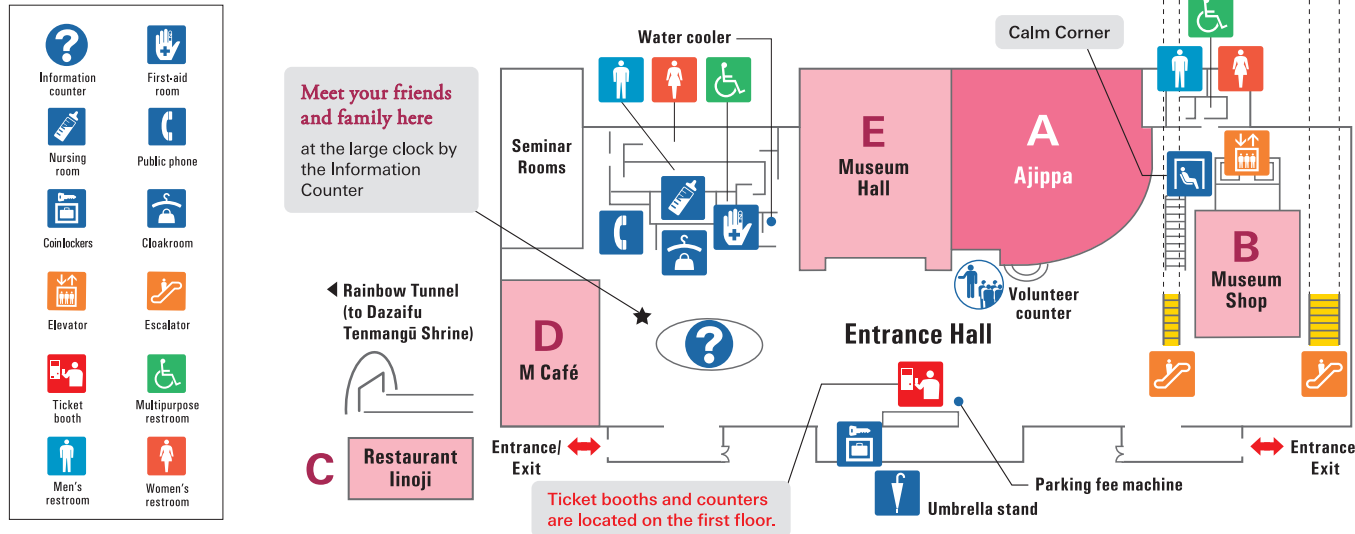 Information
counter
First-aid
room
Nursing
room
Public phone
Coinlockers
Cloakroom
Elevator
Escalator
Ticket
booth
Multipurpose
restroom
Men's
restroom
Women's
restroom
Meet your friends
and family here
at the large clock by
the Information
Counter
Water cooler
Calm Corner
Seminar
Rooms
E
Museum
Hall
A
Ajippa
B
Museum
Shop
Volunteer
counter
Rainbow Tunnel
(to Dazaifu
Tenmangū Shrine)
D
M Café
?
Entrance Hall
C
Restaurant
Iinoji
Entrance/
Exit
Entrance
Exit
Ticket booths and counters
are located on the first floor.
Umbrella stand
Parking fee machine